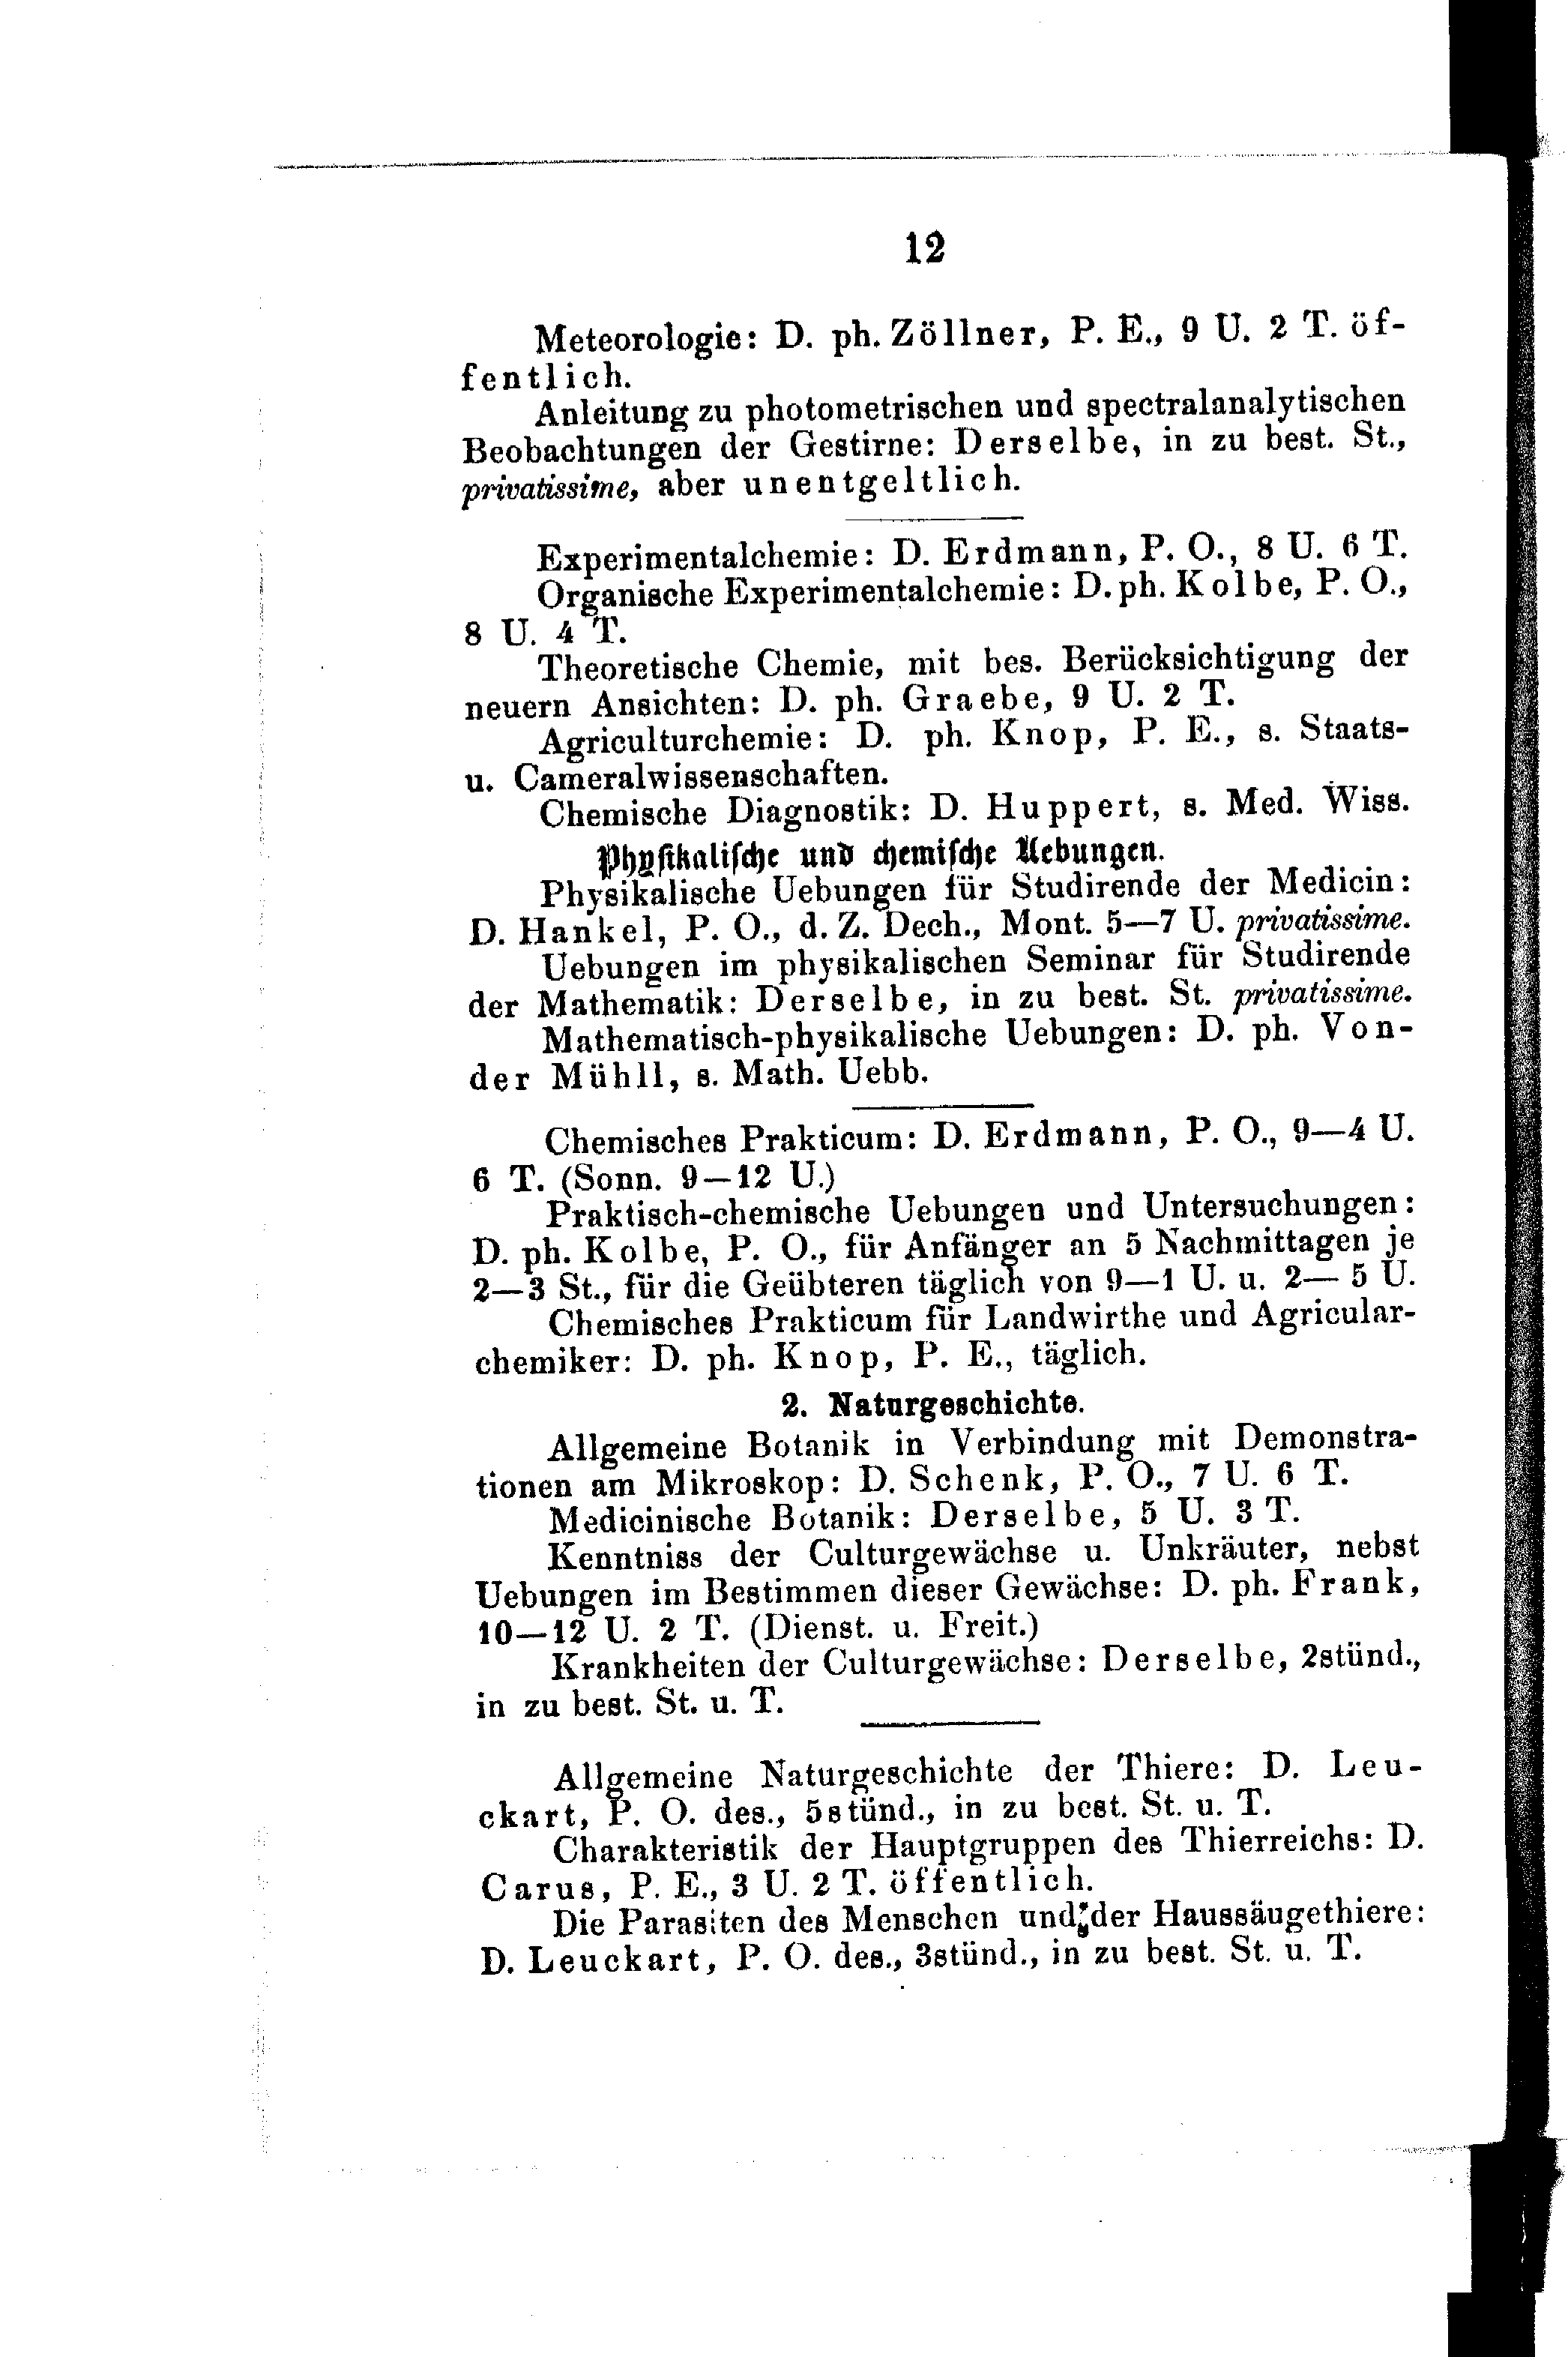 12
Meteorologie: D. ph. Zöllner, P. E., 9 U. 2 T. öf-
fentlich.
Anleitung zu photometrischen und spectralanalytischen
Beobachtungen der Gestirne: Derselbe, in zu best. St.,
privatissime, aber unentgeltlich.
Experimentalchemie: D. Erdmann, P. O., 8 U. 6 T.
Organische Experimentalchemie: D. ph. Kolbe, P. O.,
8 U. 4 T.
Theoretische Chemie, mit bes. Berücksichtigung der
neuern Ansichten: D. ph. Graebe, 9 U. 2 T.
Agriculturchemie: D. ph. Knop, P. E., s. Staats-
u. Cameralwissenschaften.
Chemische Diagnostik: D. Huppert, s. Med. Wiss.
Physikalische und chemische Uebungen.
Physikalische Uebungen für Studirende der Medicin:
D. Hankel, P. O., d. Z. Dech., Mont. 5—7 U. privatissime.
Uebungen im physikalischen Seminar für Studirende
der Mathematik: Derselbe, in zu best. St. privatissime.
Mathematisch-physikalische Uebungen: D. ph. Von-
der Mühll, s. Math. Uebb.
Chemisches Prakticum: D. Erdmann, P. O., 9—4 U.
6 T. (Sonn. 9—12 U.)
Praktisch-chemische Uebungen und Untersuchungen:
D. ph. Kolbe, P. O., für Anfänger an 5 Nachmittagen je
2—3 St., für die Geübteren täglich von 9—1 U. u. 2— 5 U.
Chemisches Prakticum für Landwirthe und Agricular-
chemiker: D. ph. Knop, P. E., täglich.
2. Naturgeschichte.
Allgemeine Botanik in Verbindung mit Demonstra-
tionen am Mikroskop: D. Schenk, P. O., 7 U. 6 T.
Medicinische Botanik: Derselbe, 5 U. 3 T.
Kenntniss der Culturgewächse u. Unkräuter, nebst
Uebungen im Bestimmen dieser Gewächse: D. ph. Frank,
10—12 U. 2 T. (Dienst. u. Freit.)
Krankheiten der Culturgewächse: Derselbe, 2stünd.,
in zu best. St. u. T.
Allgemeine Naturgeschichte der Thiere: D. Leu-
ckart, P. O. des., 5stünd., in zu best. St. u. T.
Charakteristik der Hauptgruppen des Thierreichs: D.
Carus, P. E., 3 U. 2 T. öffentlich.
Die Parasiten des Menschen und der Haussäugethiere:
D. Leuckart, P. O. des., 3stünd., in zu best. St. u. T.